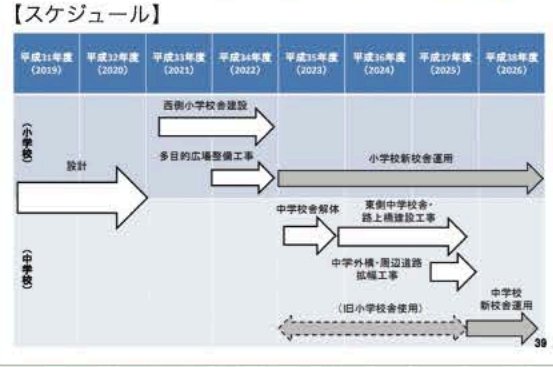 【スケジュール】
平成31年度 平成32年度 平成33年度 平成34年度 平成35年度 平成36年度 平成37年度 平成38年度
(2019) (2020) (2021) (2022) (2023) (2024) (2025) (2026)
(小学校)
西側小学校舎建設
多目的広場整備工事
小学校新校舎運用
設計
(中学校)
中学校舎解体
東側中学校舎・
路上橋建設工事
中学外構・周辺道路
拡幅工事
(旧小学校舎使用)
中学校
新校舎運用
39